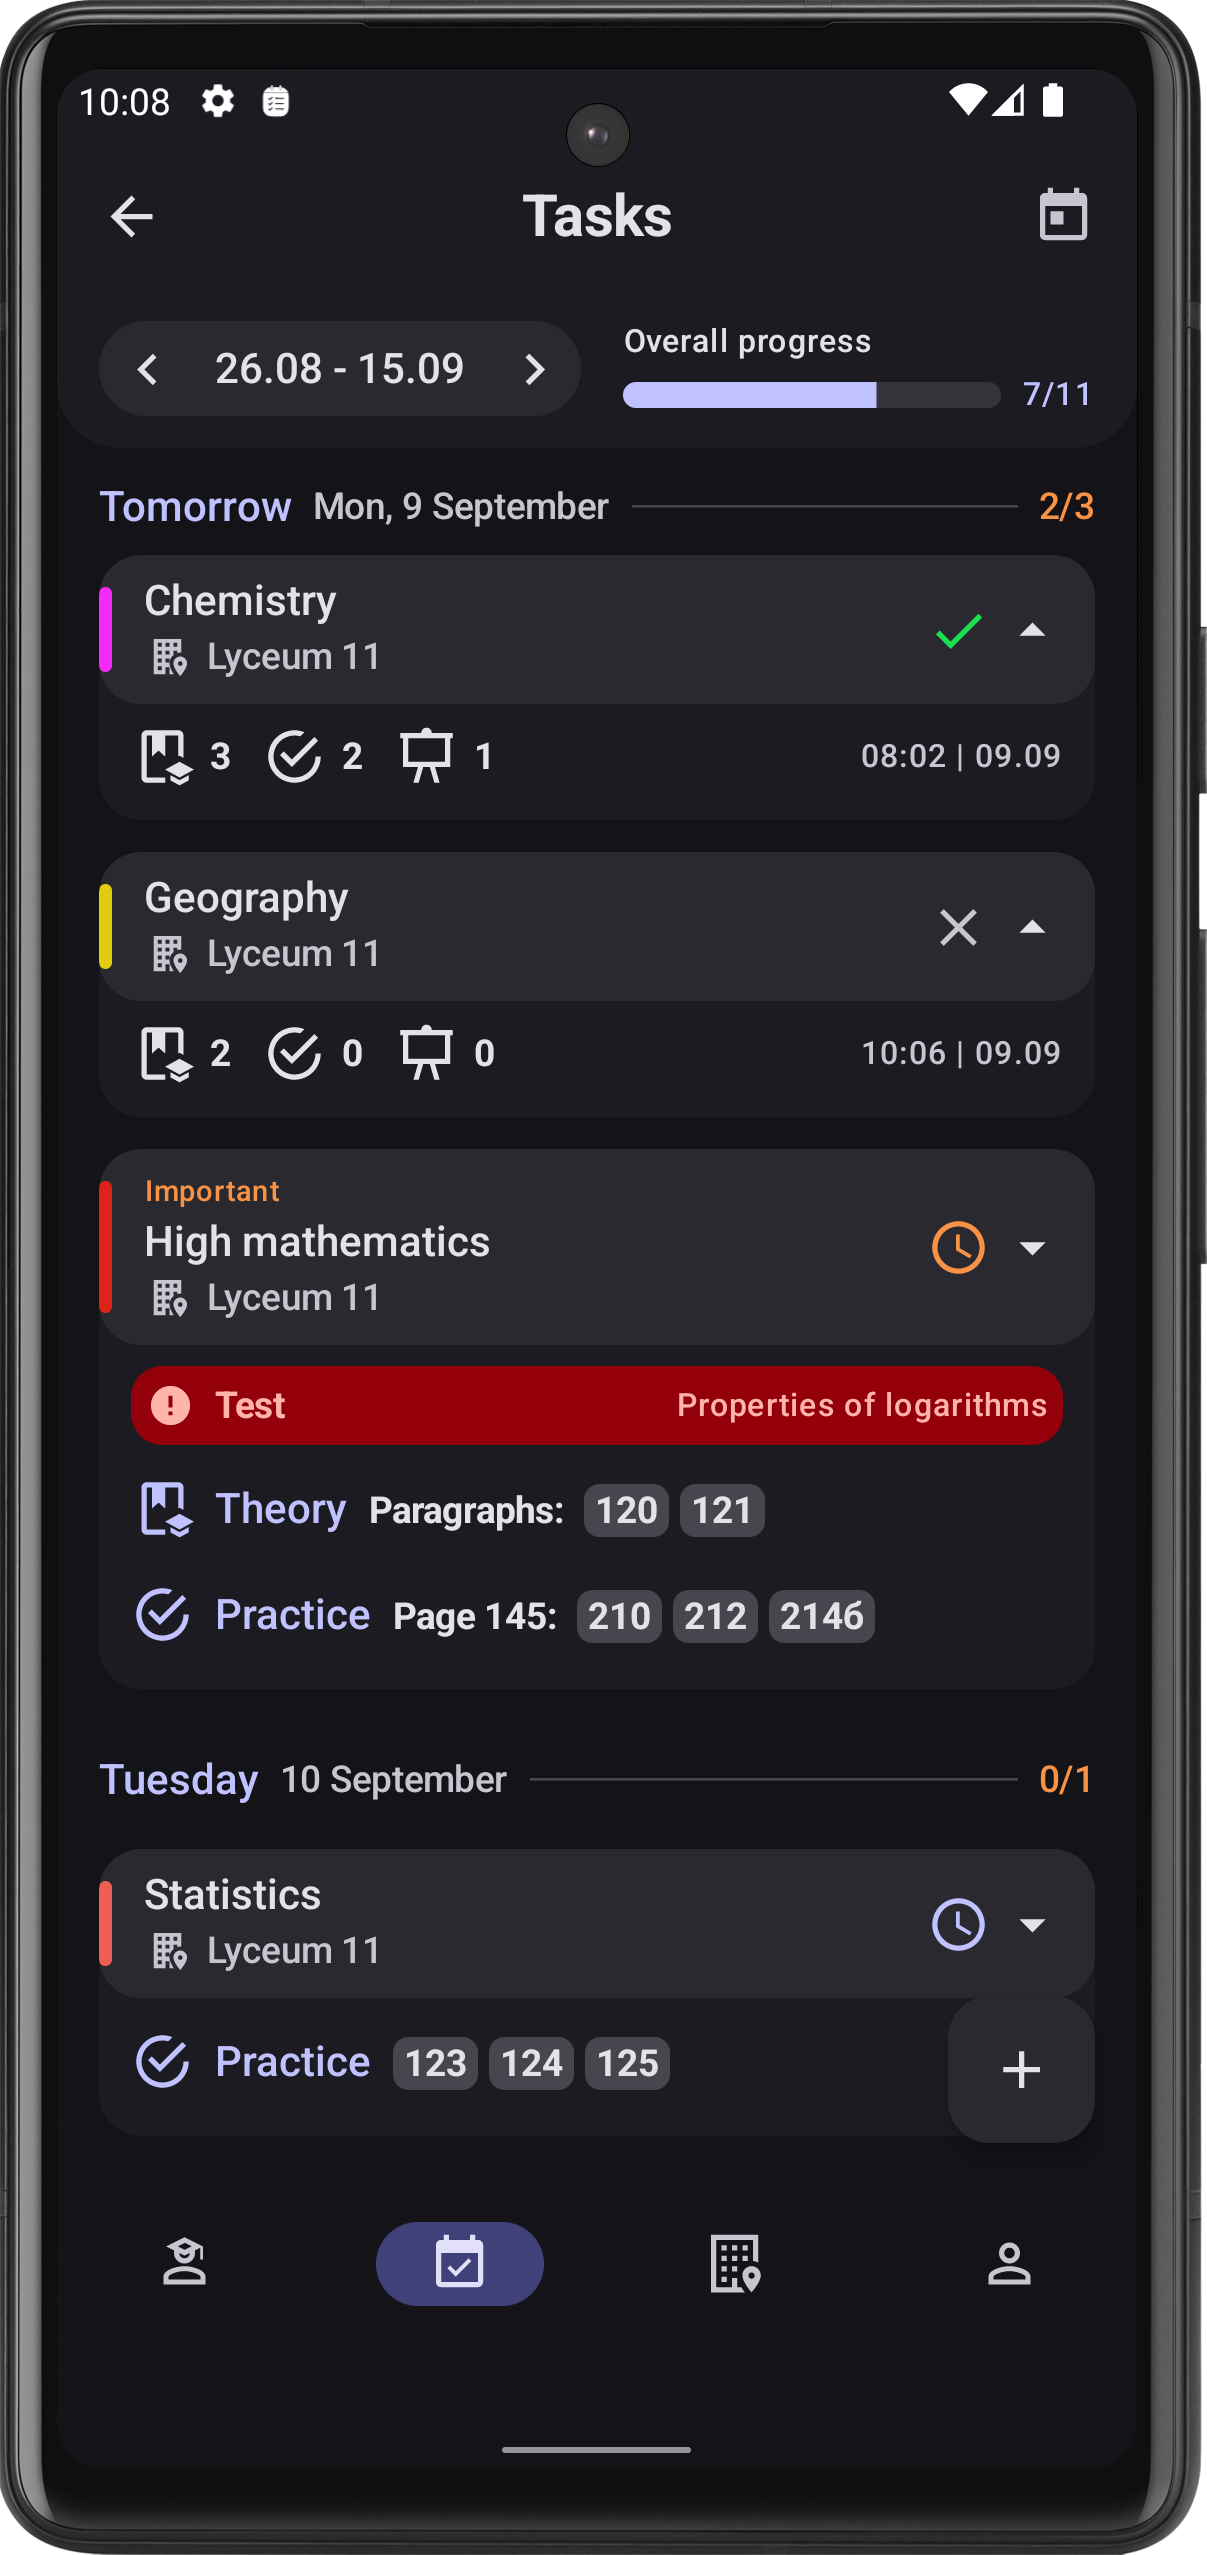 10:08
Tasks
26.08 - 15.09
Overall progress
7/11
Tomorrow Mon, 9 September 2/3
Chemistry
Lyceum 11
3 2 1 08:02 | 09.09
Geography
Lyceum 11
2 0 0 10:06 | 09.09
Important
High mathematics
Lyceum 11
Test Properties of logarithms
Theory Paragraphs: 120 121
Practice Page 145: 210 212 2146
Tuesday 10 September 0/1
Statistics
Lyceum 11
Practice 123 124 125